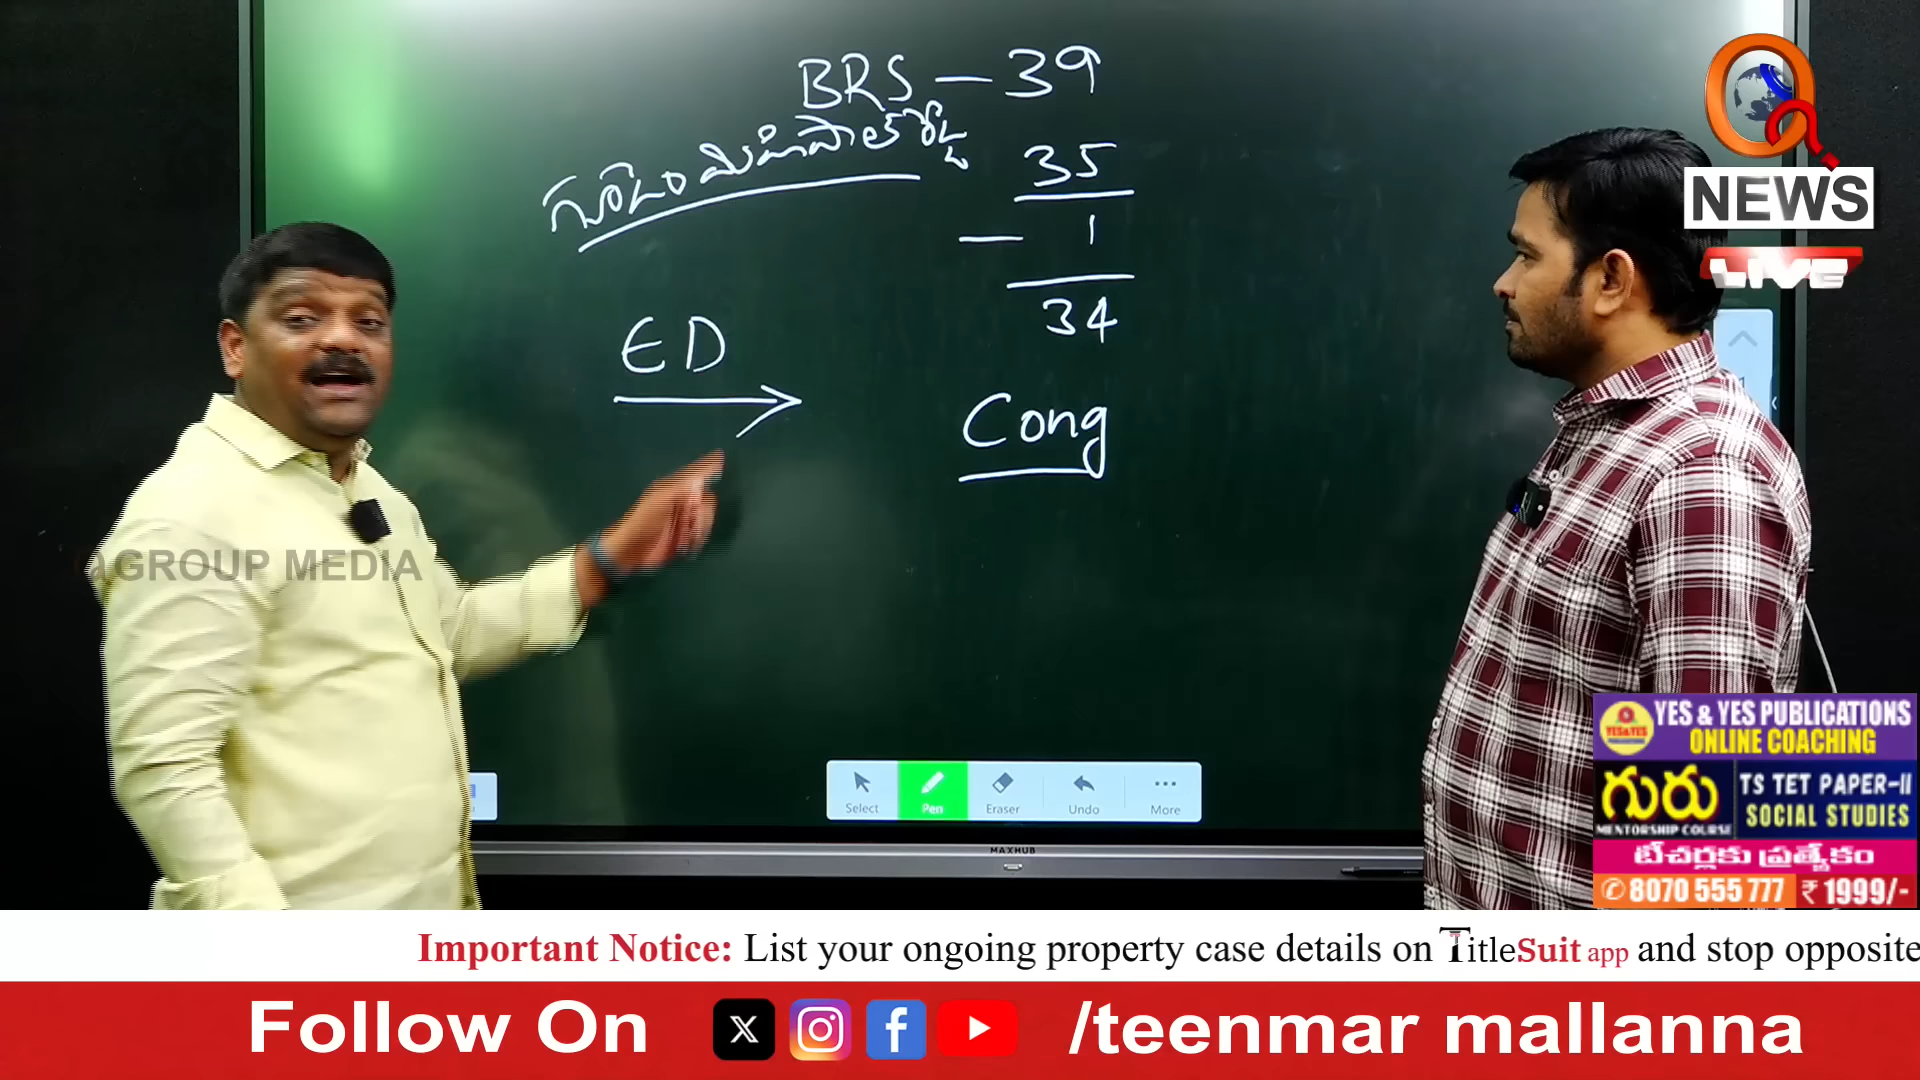 BRS - 39
గూడెం మహిపాల్ రెడ్డి
35
- 1
34
ED
Cong
Q
NEWS
LIVE
GROUP MEDIA
Select
Pen
Eraser
Undo
More
MAXHUB
YES & YES PUBLICATIONS
ONLINE COACHING
గురు
MENTORSHIP COURSE
TS TET PAPER-II
SOCIAL STUDIES
టీచర్లకు ప్రత్యేకం
8070 555 777
₹ 1999/-
Important Notice: List your ongoing property case details on TitleSuit app and stop opposite
Follow On
/teenmar mallanna